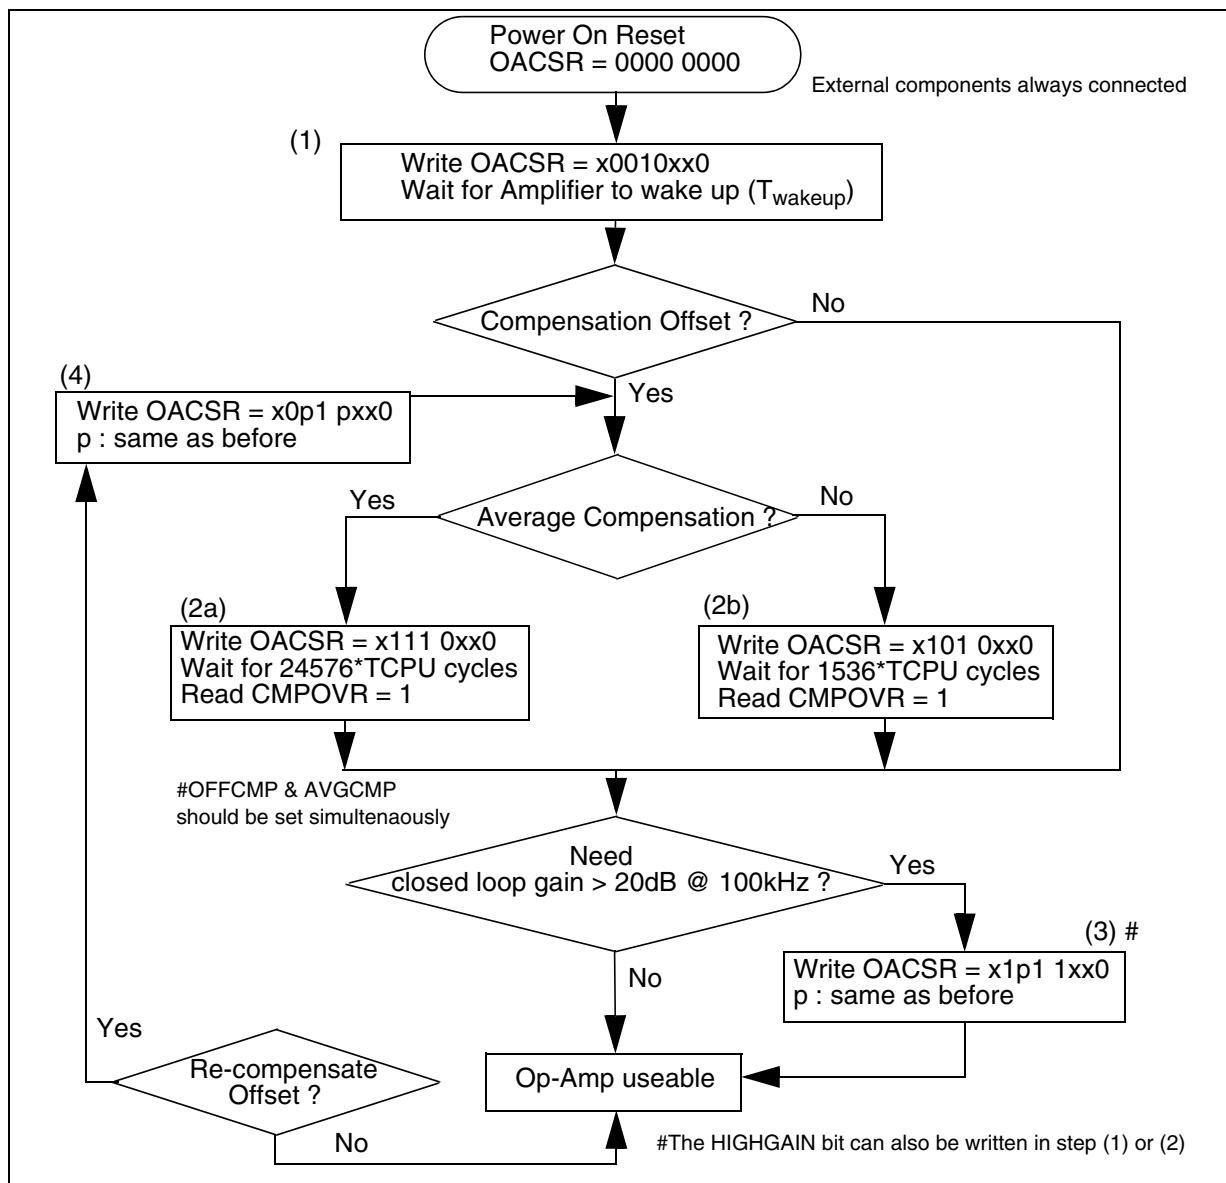 Power On Reset
OACSR = 0000 0000
External components always connected
(1)
Write OACSR = x0010xx0
Wait for Amplifier to wake up (Twakeup)
Compensation Offset ?
No
Yes
(4)
Write OACSR = x0p1 pxx0
p : same as before
Average Compensation ?
Yes
No
(2a)
Write OACSR = x111 0xx0
Wait for 24576*TCPU cycles
Read CMPOVR = 1
(2b)
Write OACSR = x101 0xx0
Wait for 1536*TCPU cycles
Read CMPOVR = 1
#OFFCMP & AVGCMP
should be set simultenaously
Need
closed loop gain > 20dB @ 100kHz ?
Yes
No
(3) #
Write OACSR = x1p1 1xx0
p : same as before
Yes
Re-compensate
Offset ?
No
Op-Amp useable
#The HIGHGAIN bit can also be written in step (1) or (2)